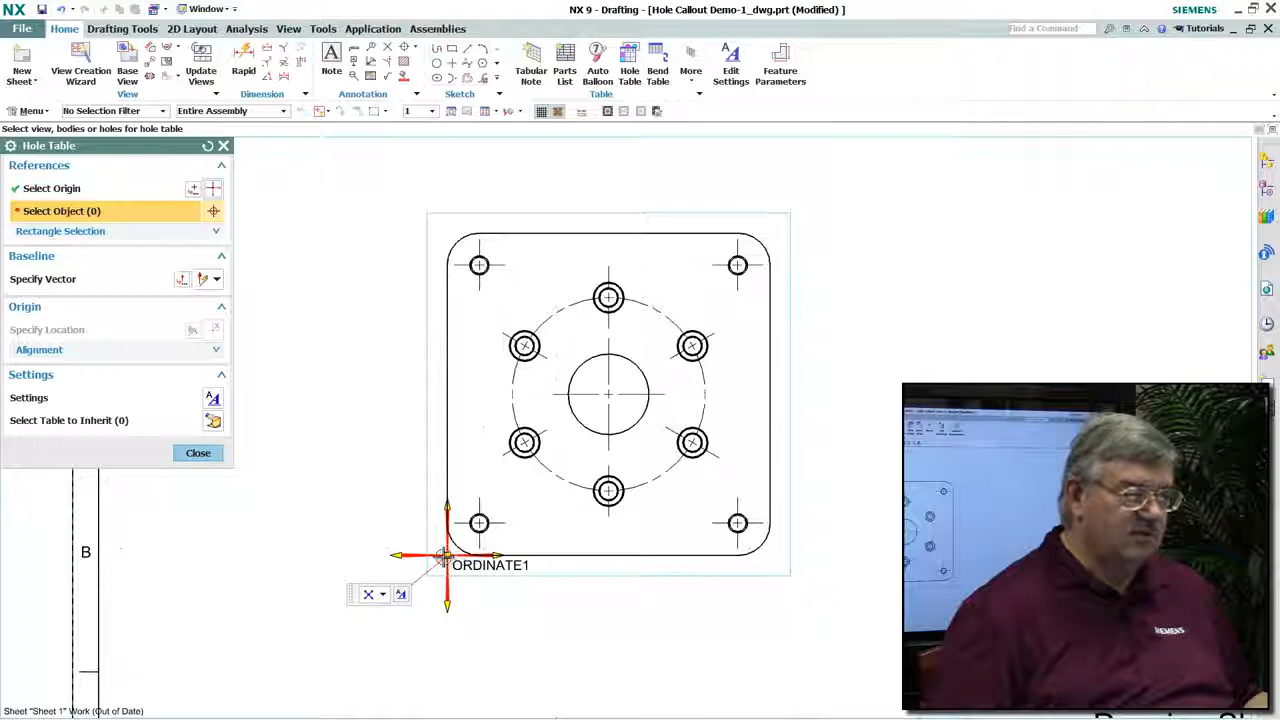 NX
Window
NX 9 - Drafting - [Hole Callout Demo-1_dwg.prt (Modified) ]
SIEMENS
File
Home
Drafting Tools
2D Layout
Analysis
View
Tools
Application
Assemblies
Find a Command
Tutorials
New Sheet
View Creation Wizard
Base View
Update Views
Rapid
Note
Tabular Note
Parts List
Auto Balloon
Hole Table
Bend Table
More
Edit Settings
Feature Parameters
View
Dimension
Annotation
Sketch
Table
Menu
No Selection Filter
Entire Assembly
1
Select view, bodies or holes for hole table
Hole Table
References
Select Origin
* Select Object (0)
Rectangle Selection
Baseline
Specify Vector
Origin
Specify Location
Alignment
Settings
Settings
Select Table to Inherit (0)
Close
B
ORDINATE1
SIEMENS
Sheet "Sheet 1" Work (Out of Date)